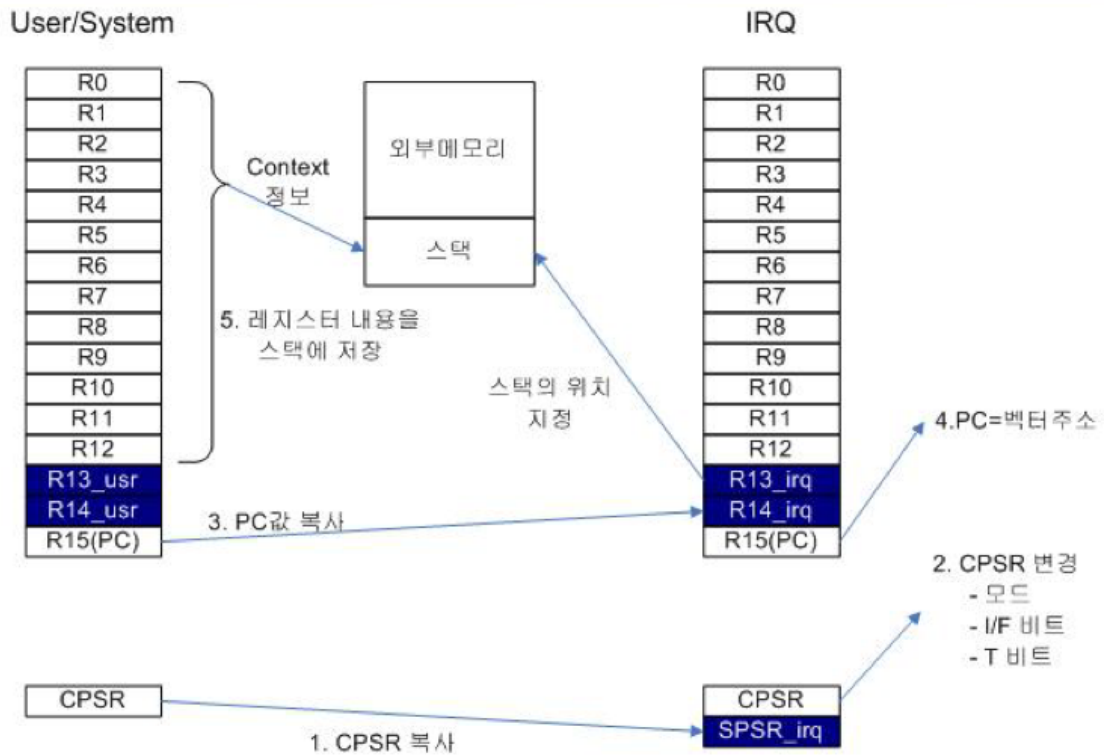 User/System
IRQ
R0
R1
R2
R3
R4
R5
R6
R7
R8
R9
R10
R11
R12
R13_usr
R14_usr
R15(PC)
CPSR
Context
정보
외부메모리
스택
5. 레지스터 내용을
스택에 저장
스택의 위치
지정
3. PC값 복사
1. CPSR 복사
R0
R1
R2
R3
R4
R5
R6
R7
R8
R9
R10
R11
R12
R13_irq
R14_irq
R15(PC)
CPSR
SPSR_irq
4.PC=벡터주소
2. CPSR 변경
- 모드
- I/F 비트
- T 비트